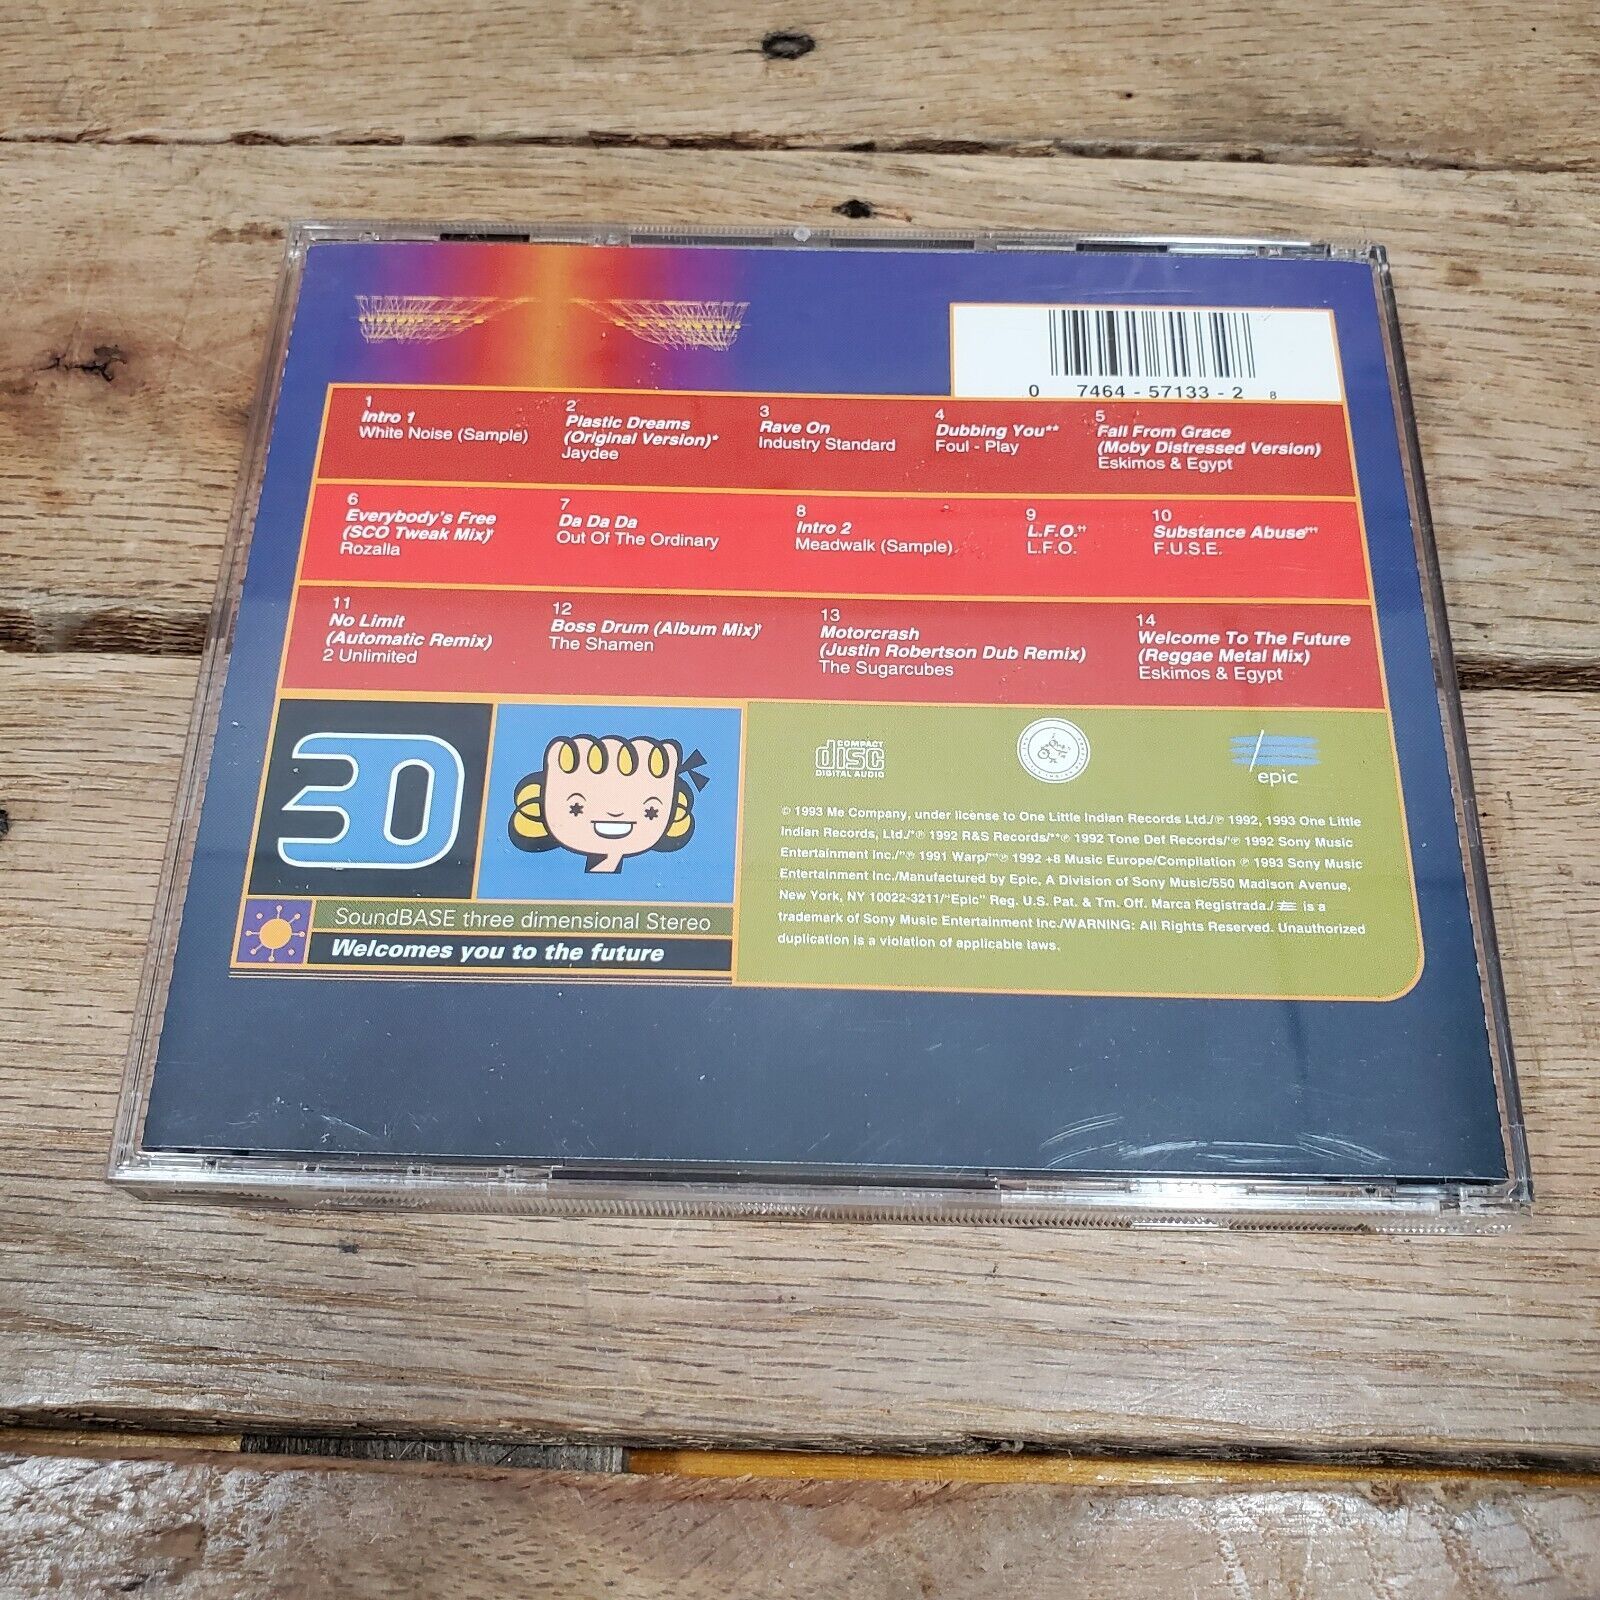 0 7464 - 57133 - 2 8
1
Intro 1
White Noise (Sample)
2
Plastic Dreams
(Original Version)*
Jaydee
3
Rave On
Industry Standard
4
Dubbing You**
Foul - Play
5
Fall From Grace
(Moby Distressed Version)
Eskimos & Egypt
6
Everybody's Free
(SCO Tweak Mix)†
Rozalla
7
Da Da Da
Out Of The Ordinary
8
Intro 2
Meadwalk (Sample)
9
L.F.O.††
L.F.O.
10
Substance Abuse†††
F.U.S.E.
11
No Limit
(Automatic Remix)
2 Unlimited
12
Boss Drum (Album Mix)†
The Shamen
13
Motorcrash
(Justin Robertson Dub Remix)
The Sugarcubes
14
Welcome To The Future
(Reggae Metal Mix)
Eskimos & Egypt
3D
SoundBASE three dimensional Stereo
Welcomes you to the future
COMPACT
disc
DIGITAL AUDIO
epic
© 1993 Me Company, under license to One Little Indian Records Ltd./℗ 1992, 1993 One Little
Indian Records, Ltd./*℗ 1992 R&S Records/**℗ 1992 Tone Def Records/†℗ 1992 Sony Music
Entertainment Inc./††℗ 1991 Warp/†††℗ 1992 +8 Music Europe/Compilation ℗ 1993 Sony Music
Entertainment Inc./Manufactured by Epic, A Division of Sony Music/550 Madison Avenue,
New York, NY 10022-3211/"Epic" Reg. U.S. Pat. & Tm. Off. Marca Registrada./ is a
trademark of Sony Music Entertainment Inc./WARNING: All Rights Reserved. Unauthorized
duplication is a violation of applicable laws.